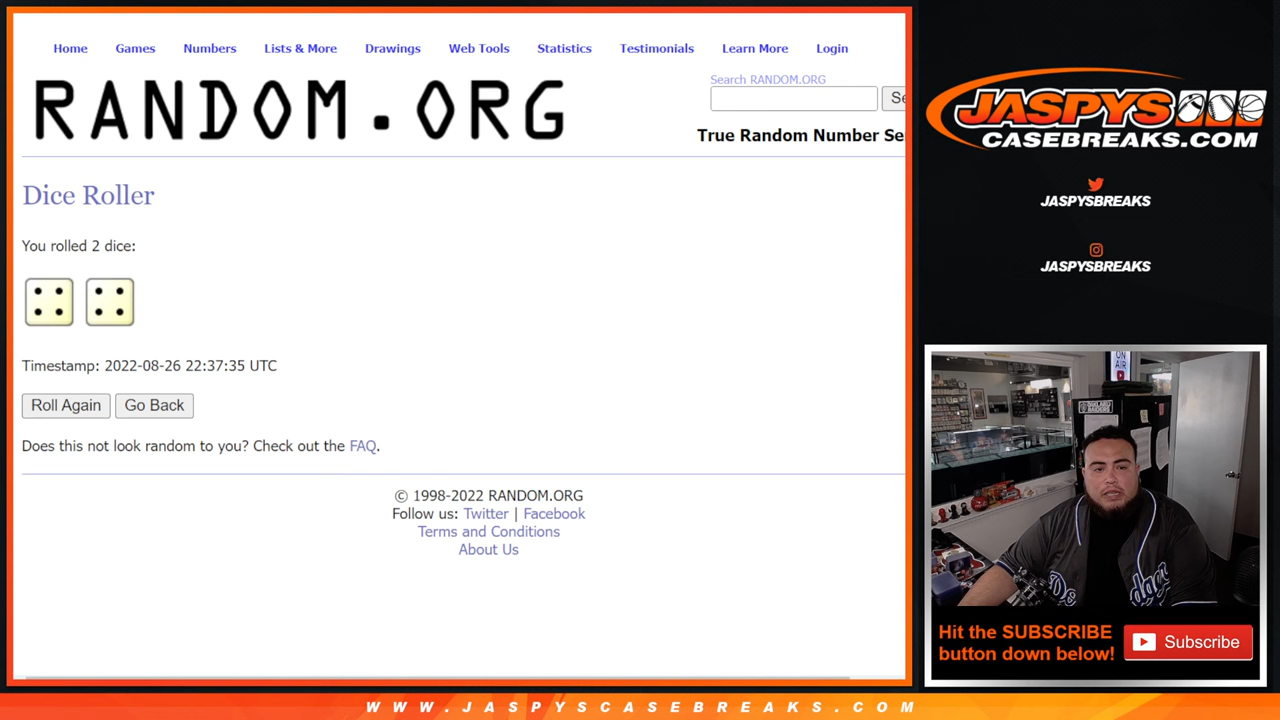 Home Games Numbers Lists & More Drawings Web Tools Statistics Testimonials Learn More Login
RANDOM.ORG
Search RANDOM.ORG
True Random Number Se
Dice Roller
You rolled 2 dice:
Timestamp: 2022-08-26 22:37:35 UTC
Roll Again Go Back
Does this not look random to you? Check out the FAQ.
© 1998-2022 RANDOM.ORG
Follow us: Twitter | Facebook
Terms and Conditions
About Us
JASPYS
CASEBREAKS.COM
JASPYSBREAKS
JASPYSBREAKS
ON
AIR
Hit the SUBSCRIBE
button down below!
Subscribe
WWW.JASPYSCASEBREAKS.COM